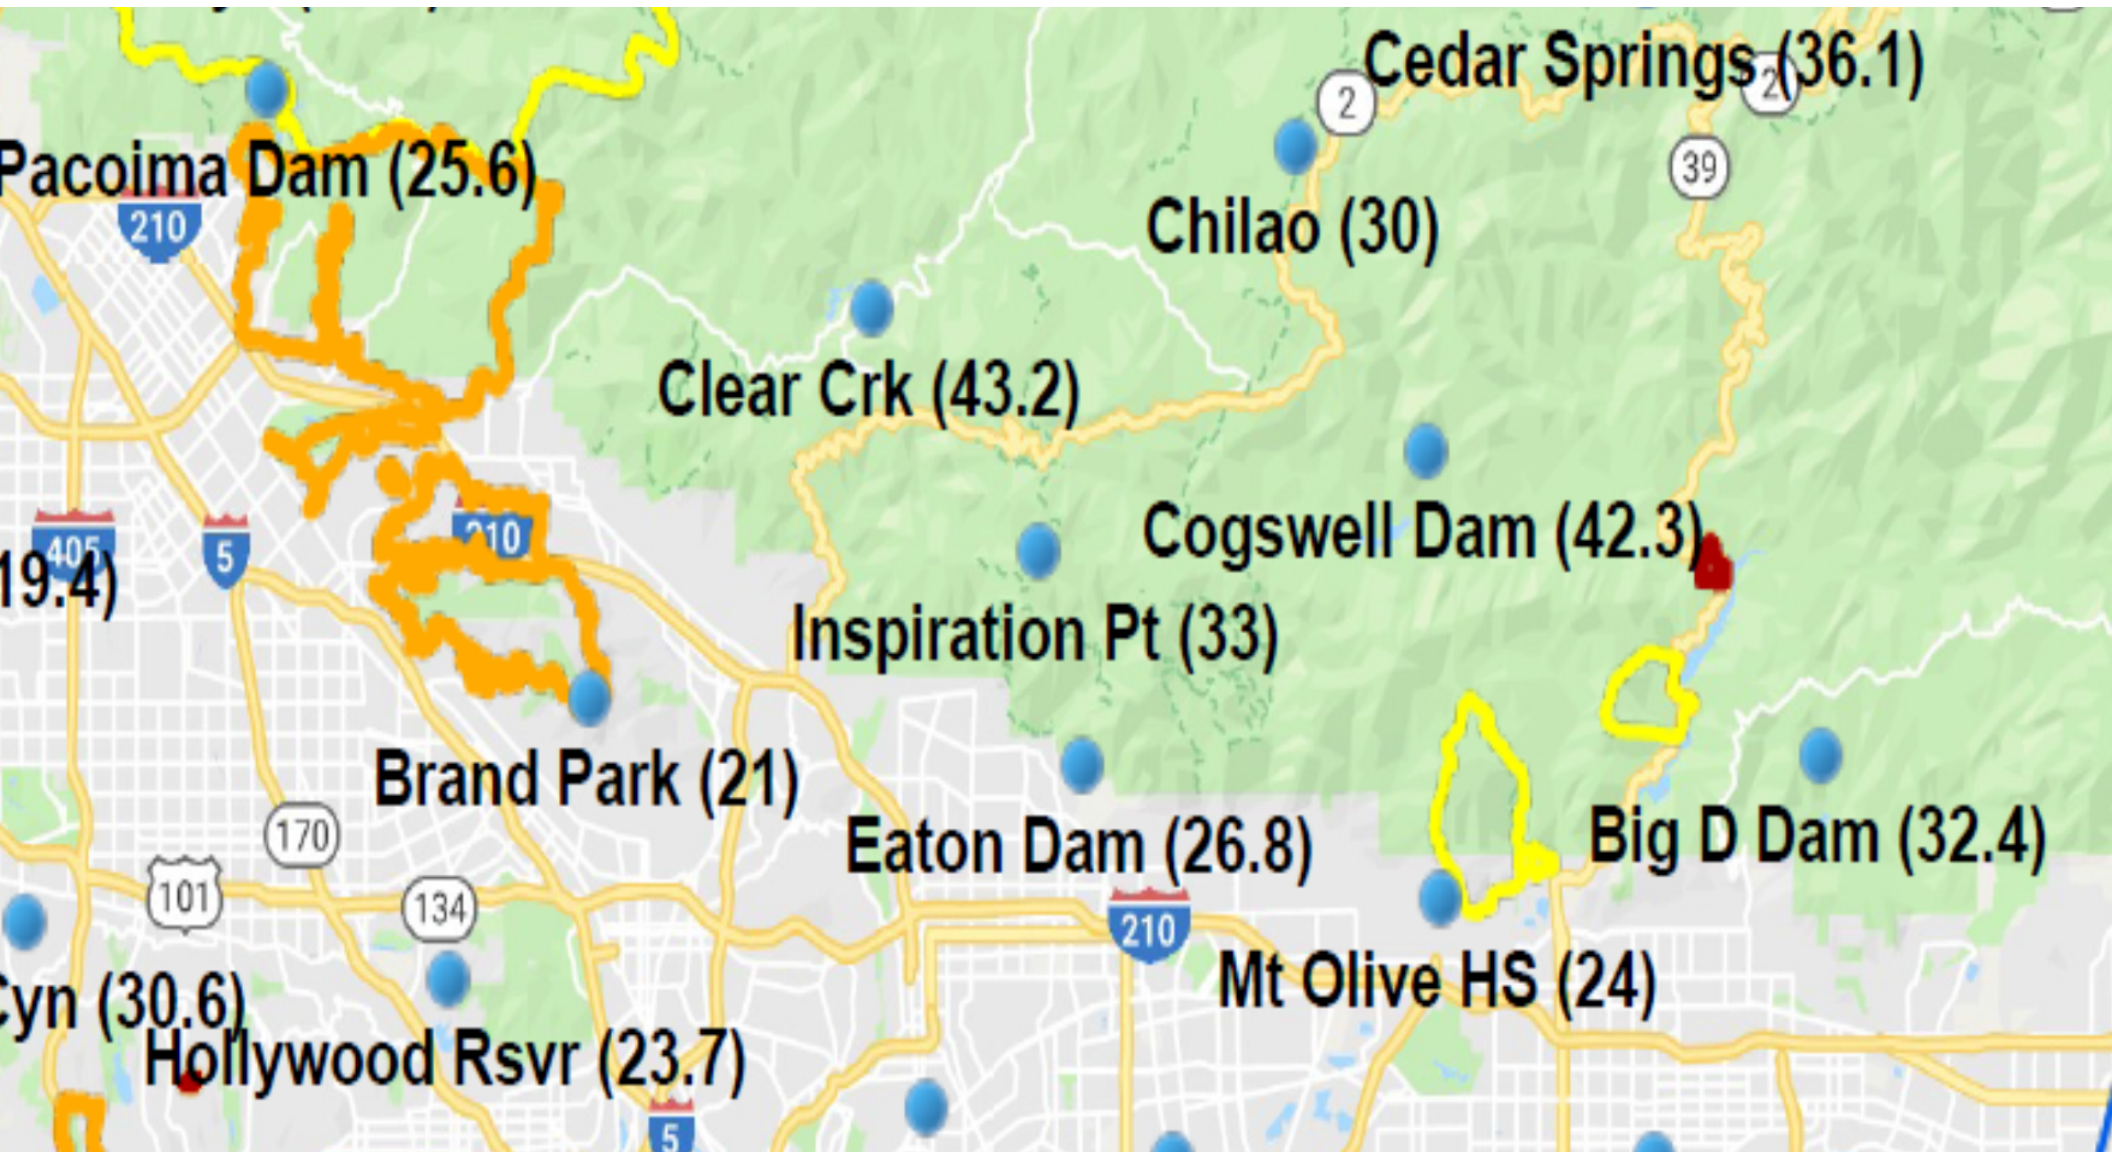 Cedar Springs (36.1)
2
2
Pacoima Dam (25.6)
39
210
Chilao (30)
Clear Crk (43.2)
210
Cogswell Dam (42.3)
405
5
19.4)
Inspiration Pt (33)
Brand Park (21)
170
Eaton Dam (26.8)
Big D Dam (32.4)
101
134
210
Mt Olive HS (24)
Cyn (30.6)
Hollywood Rsvr (23.7)
5